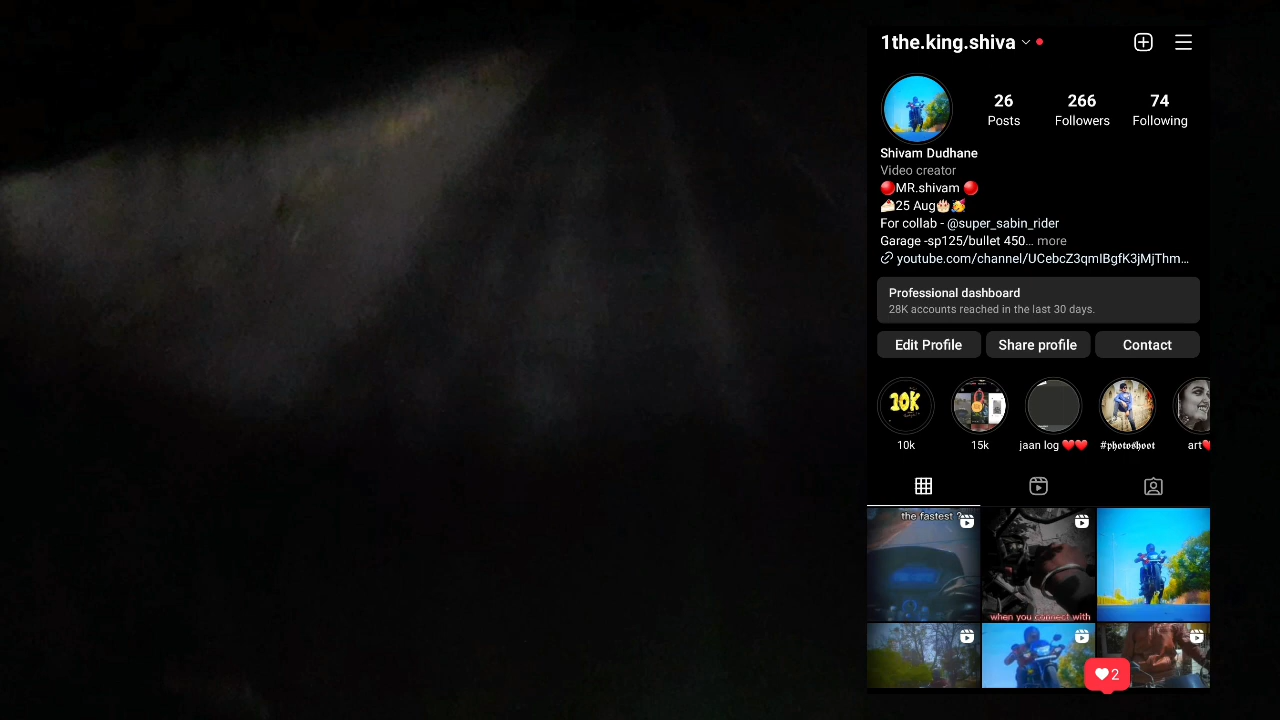 1the.king.shiva
26
266
74
Posts
Followers
Following
Shivam Dudhane
Video creator
🔴MR.shivam 🔴
🍰25 Aug🎂🥳
For collab - @super_sabin_rider
Garage -sp125/bullet 450... more
youtube.com/channel/UCebcZ3qmIBgfK3jMjThm...
Professional dashboard
28K accounts reached in the last 30 days.
Edit Profile
Share profile
Contact
10K
10k
15k
jaan log ❤️❤️
#𝖕𝖍𝖔𝖙𝖔𝖘𝖍𝖔𝖔𝖙
art❤️
the fastest ?
when you connect with
2